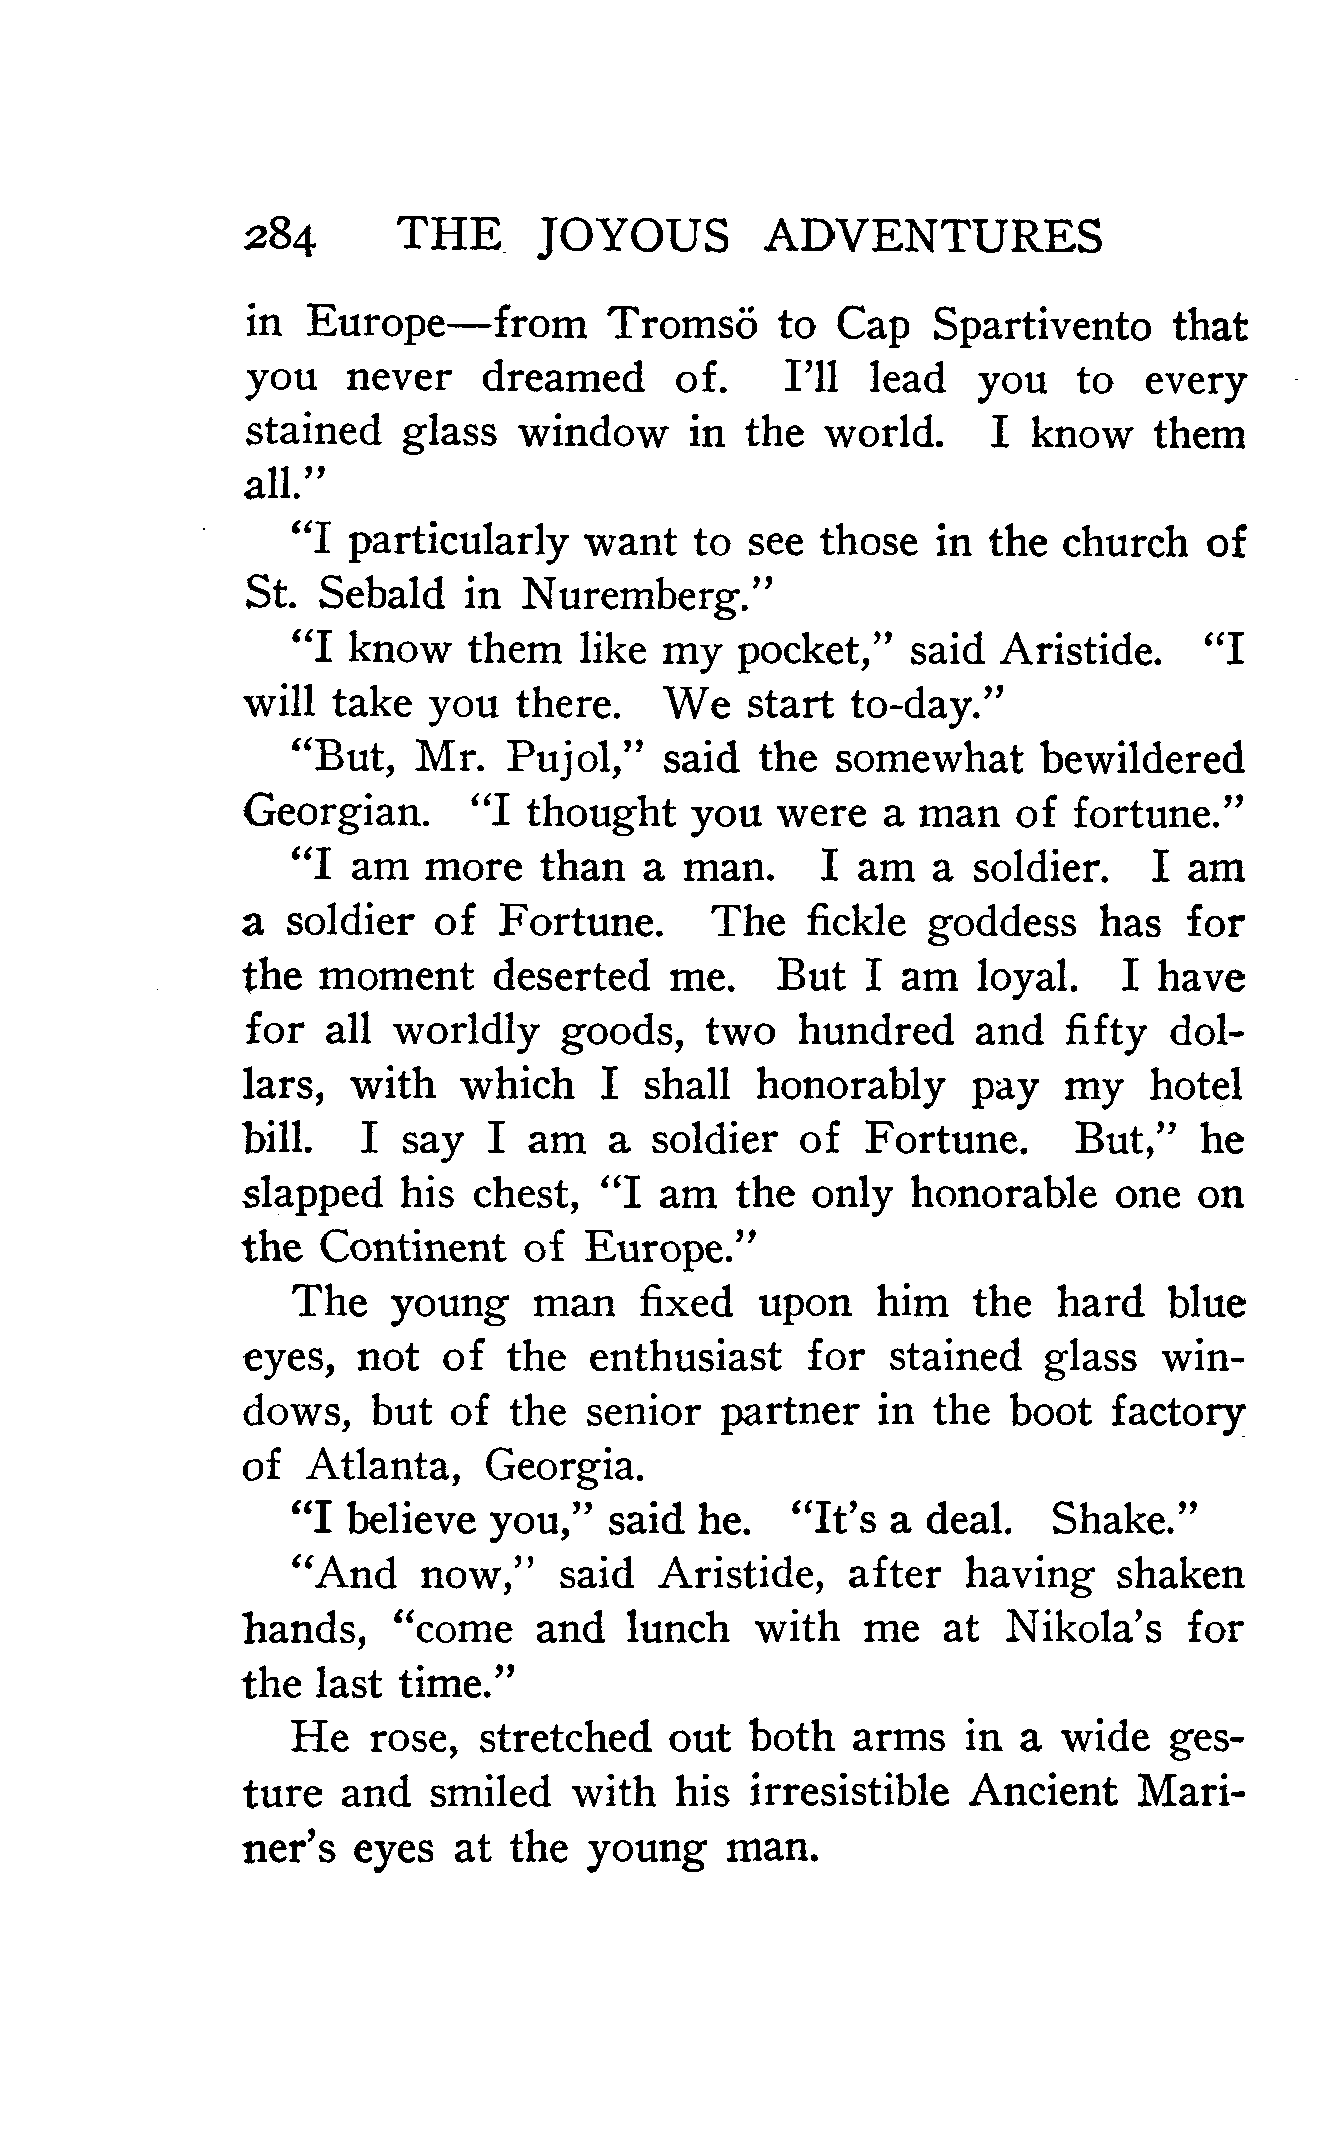 284 THE JOYOUS ADVENTURES
in Europe—from Tromsö to Cap Spartivento that
you never dreamed of. I'll lead you to every
stained glass window in the world. I know them
all."
"I particularly want to see those in the church of
St. Sebald in Nuremberg."
"I know them like my pocket," said Aristide. "I
will take you there. We start to-day."
"But, Mr. Pujol," said the somewhat bewildered
Georgian. "I thought you were a man of fortune."
"I am more than a man. I am a soldier. I am
a soldier of Fortune. The fickle goddess has for
the moment deserted me. But I am loyal. I have
for all worldly goods, two hundred and fifty dol-
lars, with which I shall honorably pay my hotel
bill. I say I am a soldier of Fortune. But," he
slapped his chest, "I am the only honorable one on
the Continent of Europe."
The young man fixed upon him the hard blue
eyes, not of the enthusiast for stained glass win-
dows, but of the senior partner in the boot factory
of Atlanta, Georgia.
"I believe you," said he. "It's a deal. Shake."
"And now," said Aristide, after having shaken
hands, "come and lunch with me at Nikola's for
the last time."
He rose, stretched out both arms in a wide ges-
ture and smiled with his irresistible Ancient Mari-
ner's eyes at the young man.